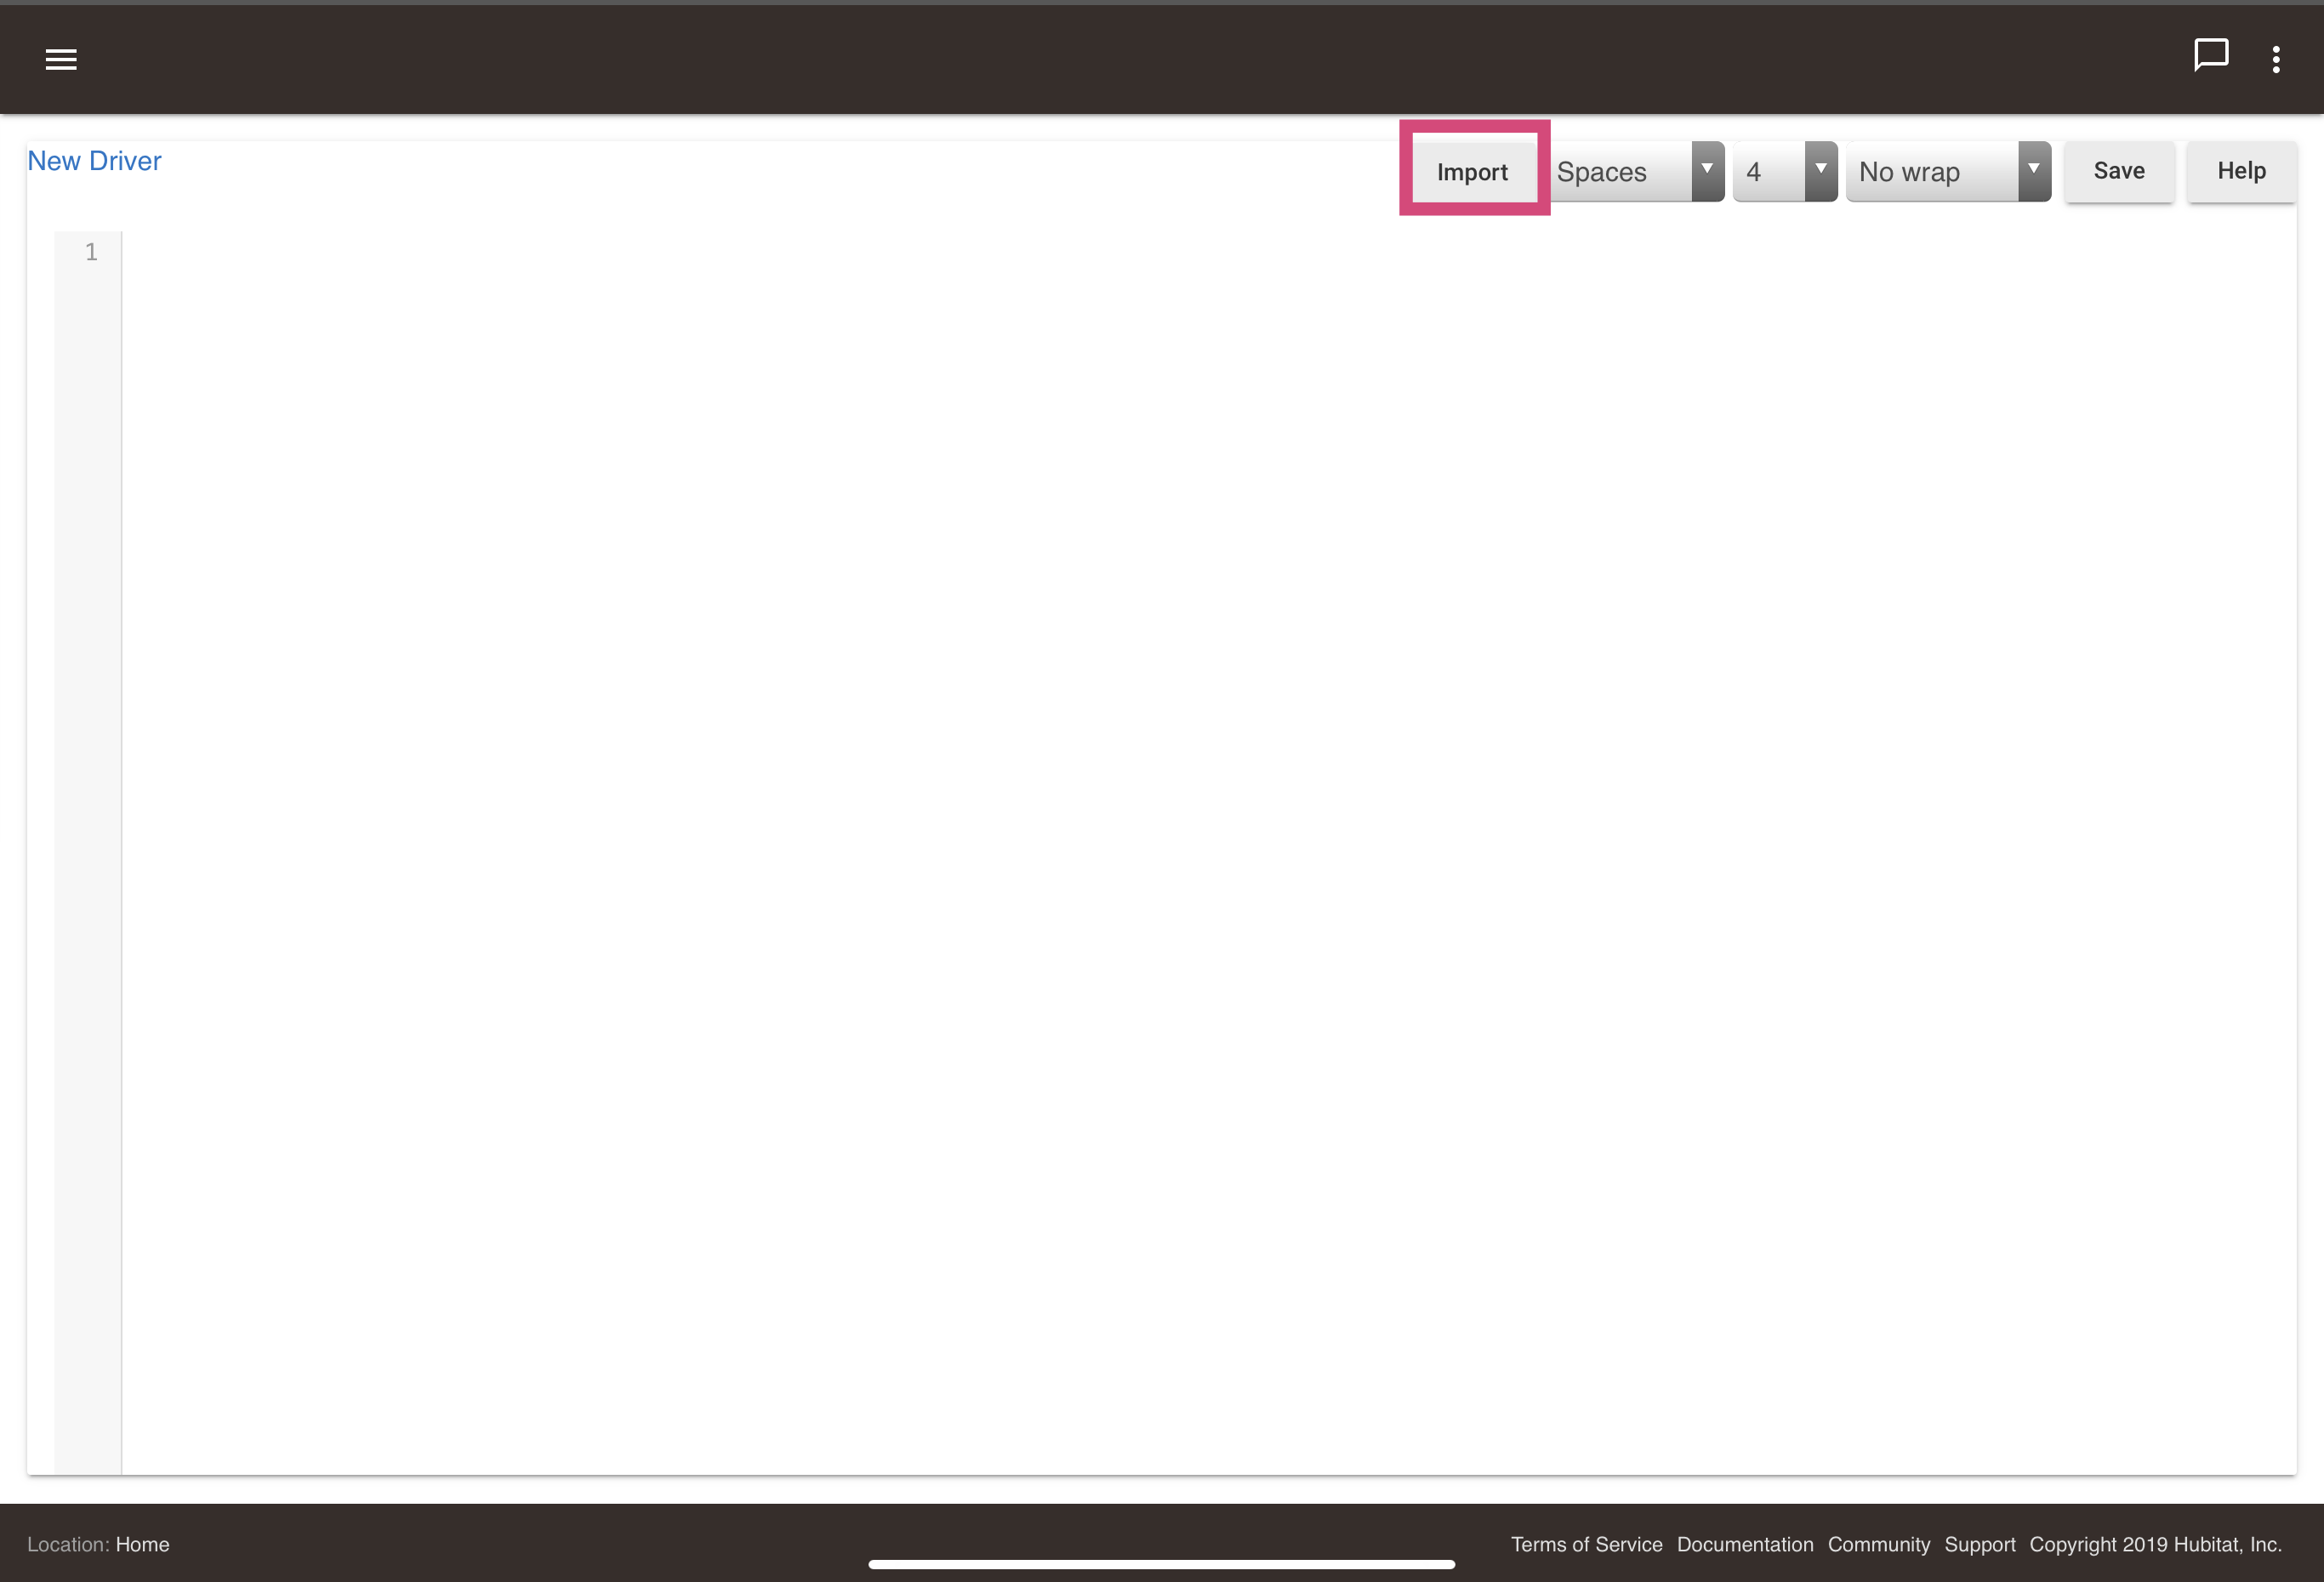 New Driver
Import Spaces 4 No wrap Save Help
1
Location: Home
Terms of Service Documentation Community Support Copyright 2019 Hubitat, Inc.